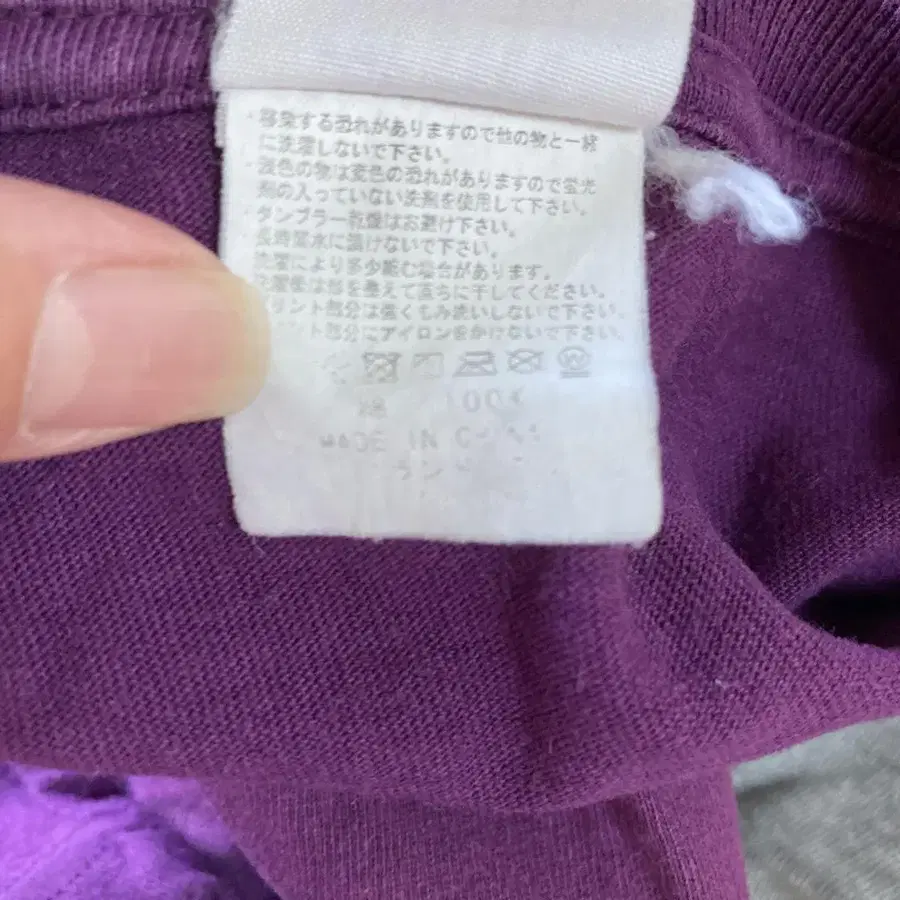 移染する恐れがありますので他の物と一緒
に洗濯しないで下さい。
淡色の物は変色の恐れがありますので蛍光
剤の入っていない洗剤を使用して下さい。
タンブラー乾燥はお避け下さい。
長時間水に漬けないで下さい。
洗濯により多少縮む場合があります。
は形を整えて直ちに干してください。
リント部分は強くもみ洗いしないで下さい。
ント部分にアイロンをかけないで下さい。
綿 100%
MADE IN